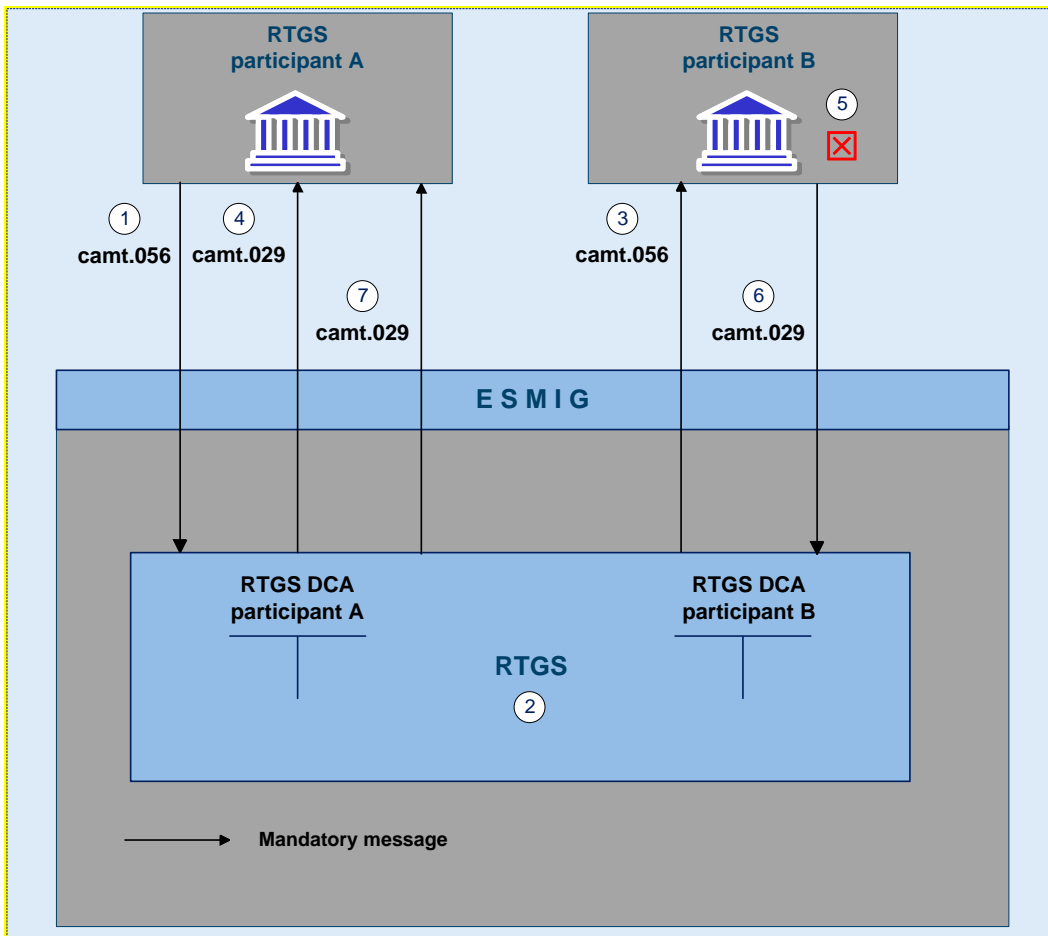 RTGS
participant A
RTGS
participant B
5
1
camt.056
4
camt.029
3
camt.056
7
camt.029
6
camt.029
E S M I G
RTGS DCA
participant A
RTGS DCA
participant B
RTGS
2
Mandatory message